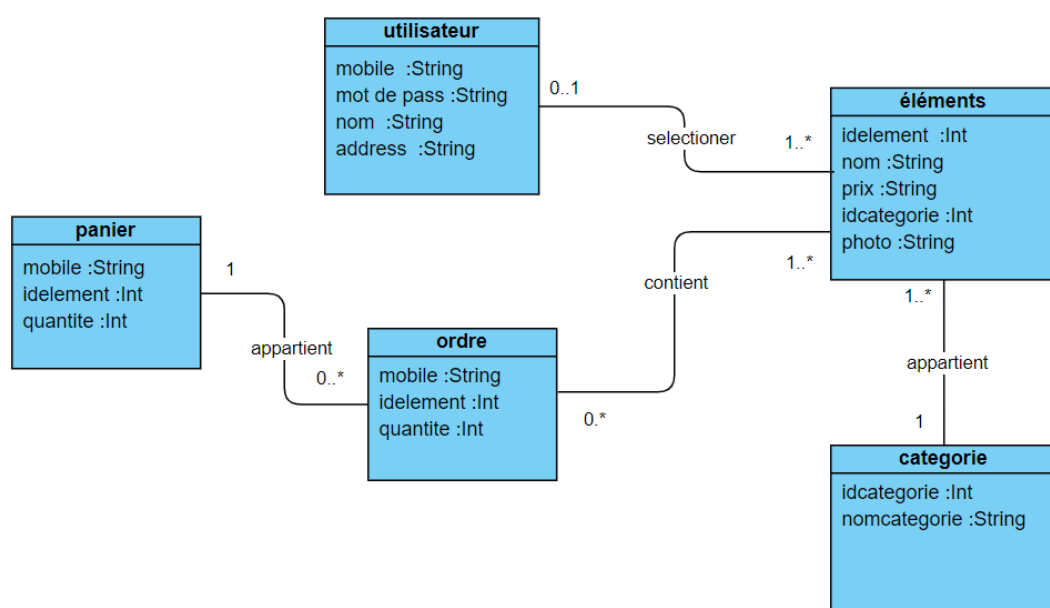 utilisateur
mobile :String
mot de pass :String
nom :String
address :String
0..1
selectioner
1..*
éléments
idelement :Int
nom :String
prix :String
idcategorie :Int
photo :String
panier
mobile :String
idelement :Int
quantite :Int
1
appartient
0..*
ordre
mobile :String
idelement :Int
quantite :Int
contient
1..*
0.*
1..*
appartient
1
categorie
idcategorie :Int
nomcategorie :String